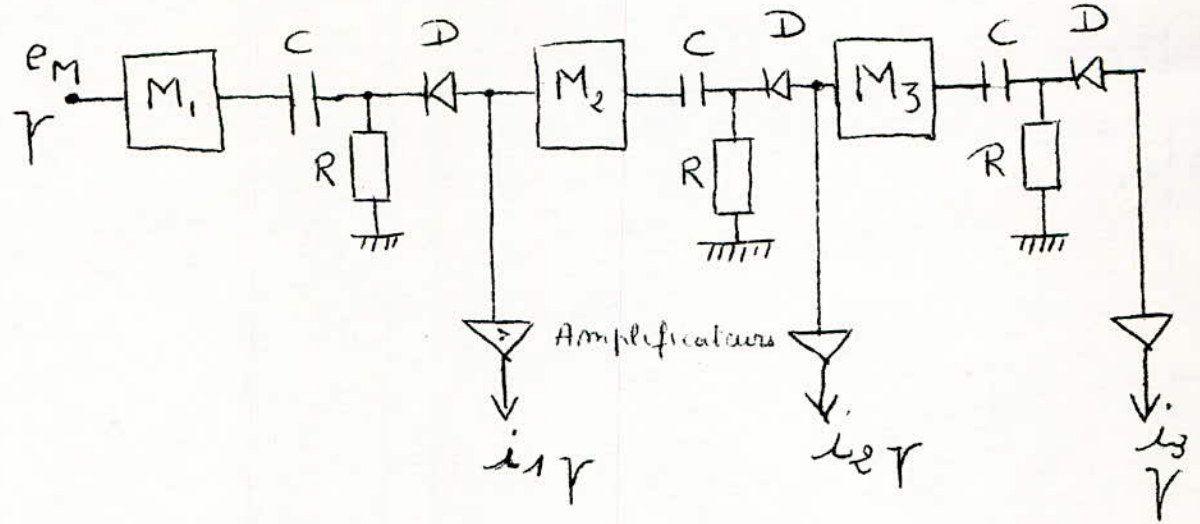 C D C D C D
e_M M₁ M₂ M₃
γ
R R R
> Amplificateurs
i₁ γ i₂ γ i₃
γ